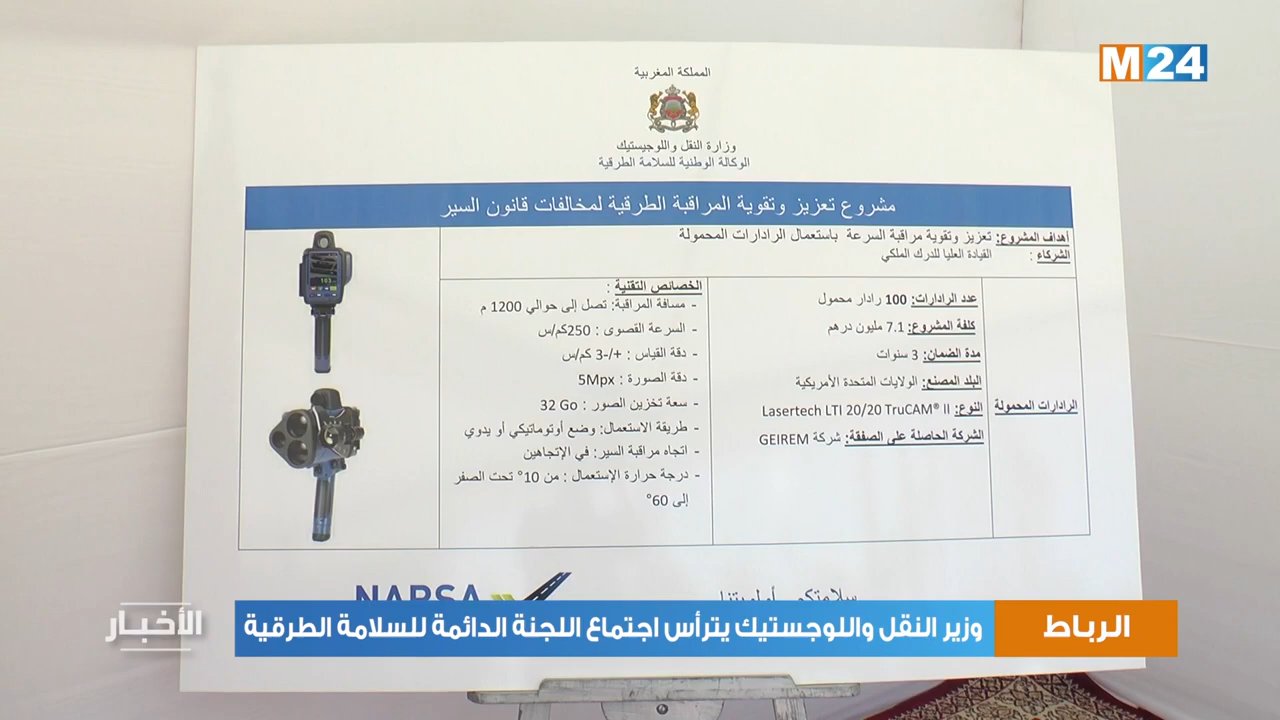 M24
المملكة المغربية
وزارة النقل واللوجيستيك
الوكالة الوطنية للسلامة الطرقية
مشروع تعزيز وتقوية المراقبة الطرقية لمخالفات قانون السير
أهداف المشروع: تعزيز وتقوية مراقبة السرعة باستعمال الرادارات المحمولة
الشركاء : القيادة العليا للدرك الملكي
الرادارات المحمولة
عدد الرادارات: 100 رادار محمول
كلفة المشروع: 7.1 مليون درهم
مدة الضمان: 3 سنوات
البلد المصنع: الولايات المتحدة الأمريكية
النوع: Lasertech LTI 20/20 TruCAM® II
الشركة الحاصلة على الصفقة: شركة GEIREM
الخصائص التقنية :
- مسافة المراقبة: تصل إلى حوالي 1200 م
- السرعة القصوى : 250كم/س
- دقة القياس : +/-3 كم/س
- دقة الصورة : 5Mpx
- سعة تخزين الصور : 32 Go
- طريقة الاستعمال: وضع أوتوماتيكي أو يدوي
- اتجاه مراقبة السير: في الإتجاهين
- درجة حرارة الإستعمال : من 10° تحت الصفر
إلى 60°
سلامتكم أولويتنا
NARSA
الرباط
وزير النقل واللوجستيك يترأس اجتماع اللجنة الدائمة للسلامة الطرقية
الأخبار